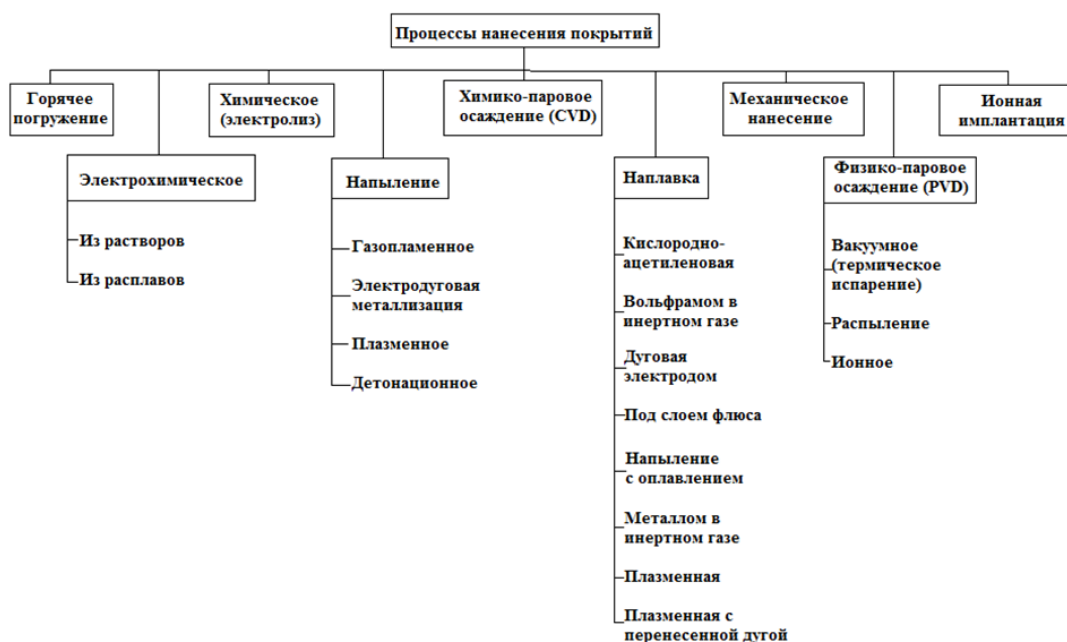 Процессы нанесения покрытий
Горячее
погружение
Химическое
(электролиз)
Химико-паровое
осаждение (CVD)
Механическое
нанесение
Ионная
имплантация
Электрохимическое
Из растворов
Из расплавов
Напыление
Газопламенное
Электродуговая
металлизация
Плазменное
Детонационное
Наплавка
Кислородно-
ацетиленовая
Вольфрамом в
инертном газе
Дуговая
электродом
Под слоем флюса
Напыление
с оплавлением
Металлом в
инертном газе
Плазменная
Плазменная с
перенесенной дугой
Физико-паровое
осаждение (PVD)
Вакуумное
(термическое
испарение)
Распыление
Ионное